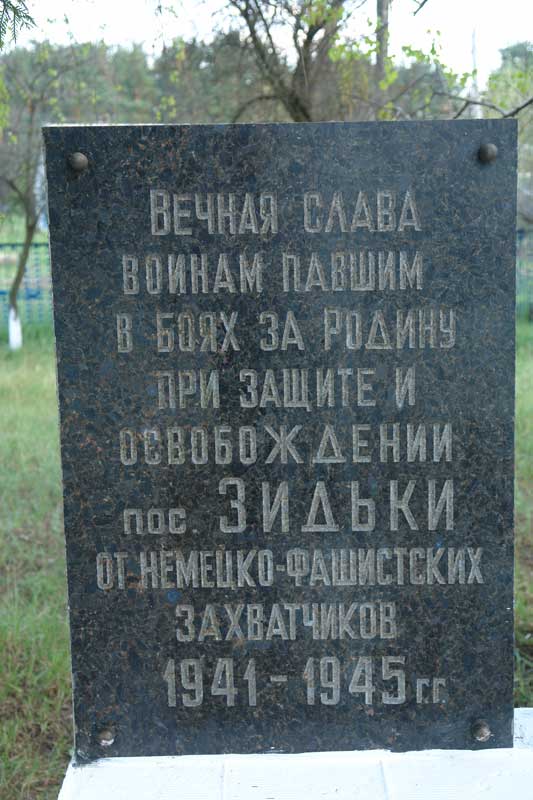 Вечная слава
воинам павшим
в боях за Родину
при защите и
освобождении
пос Зидьки
от немецко-фашистских
захватчиков
1941-1945 г.г.